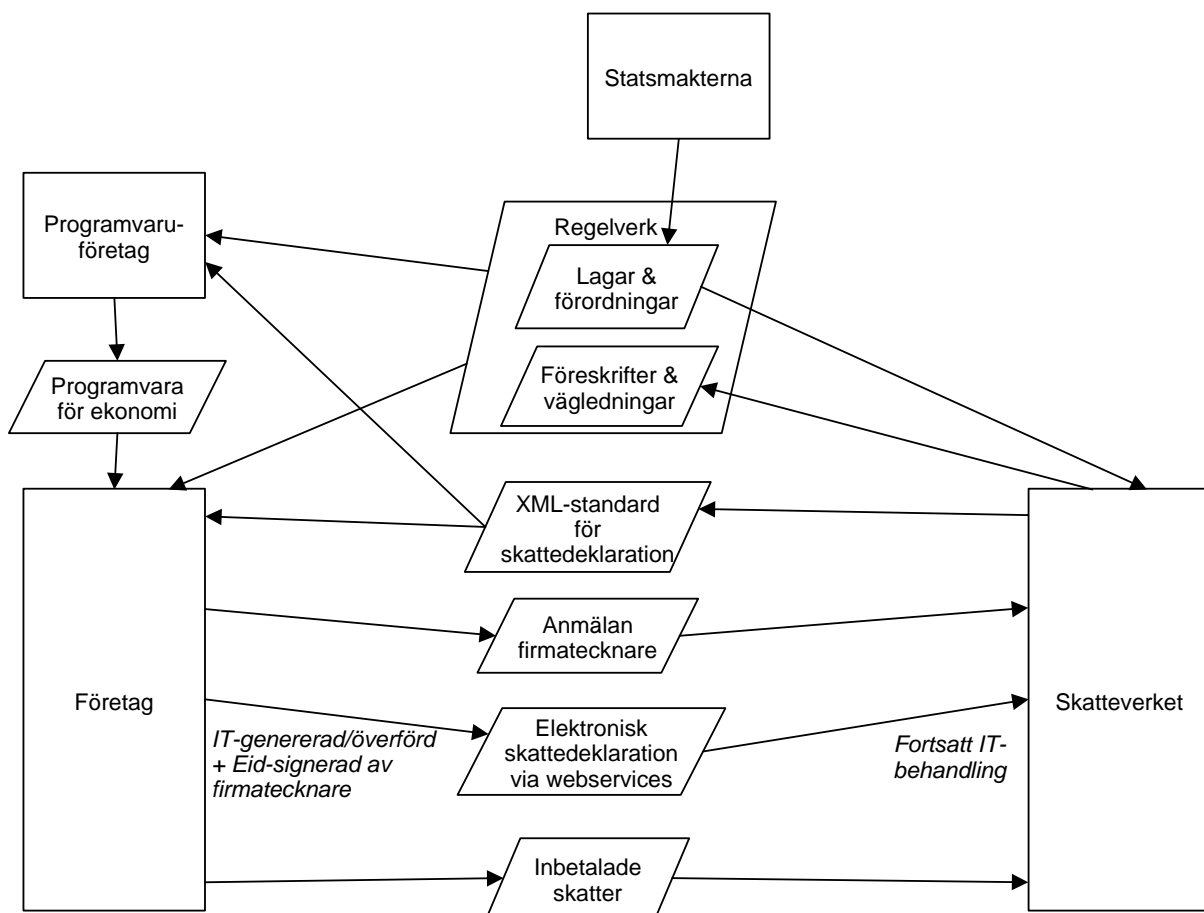 Statsmakterna
Programvaru-
företag
Regelverk
Lagar &
förordningar
Programvara
för ekonomi
Föreskrifter &
vägledningar
XML-standard
för
skattedeklaration
Anmälan
firmatecknare
Företag
Skatteverket
IT-genererad/överförd
+ Eid-signerad av
firmatecknare
Elektronisk
skattedeklaration
via webservices
Fortsatt IT-
behandling
Inbetalade
skatter